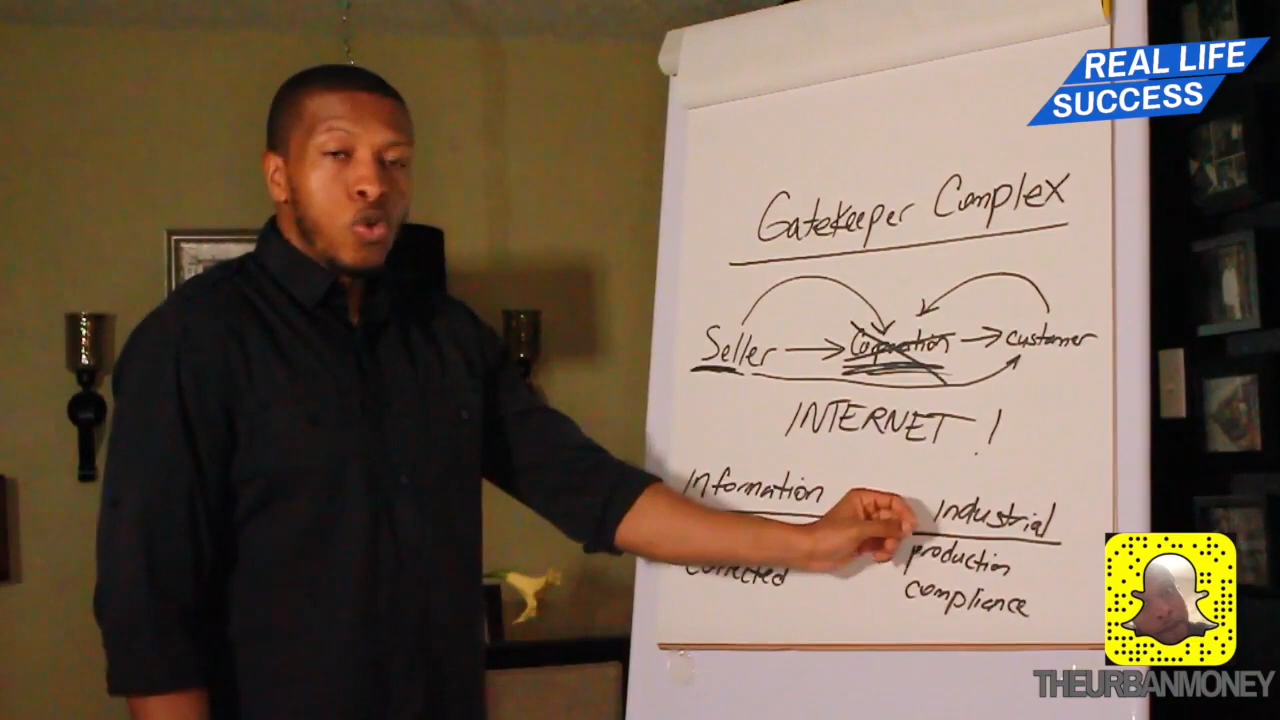 REAL LIFE
SUCCESS
Gatekeeper Complex
Seller
Corporation
customer
INTERNET!
Information
Industrial
production
compliance
THEURBANMONEY